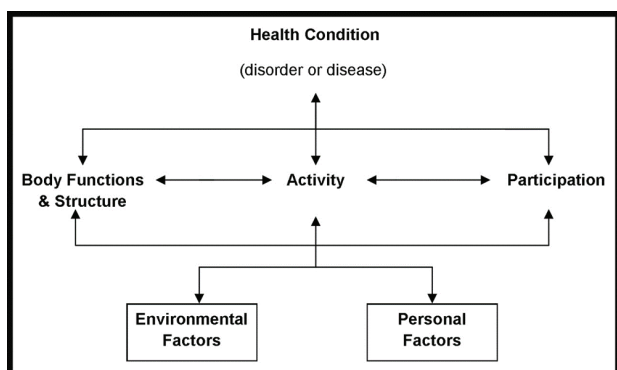 Health Condition
(disorder or disease)
Body Functions
& Structure
Activity
Participation
Environmental
Factors
Personal
Factors